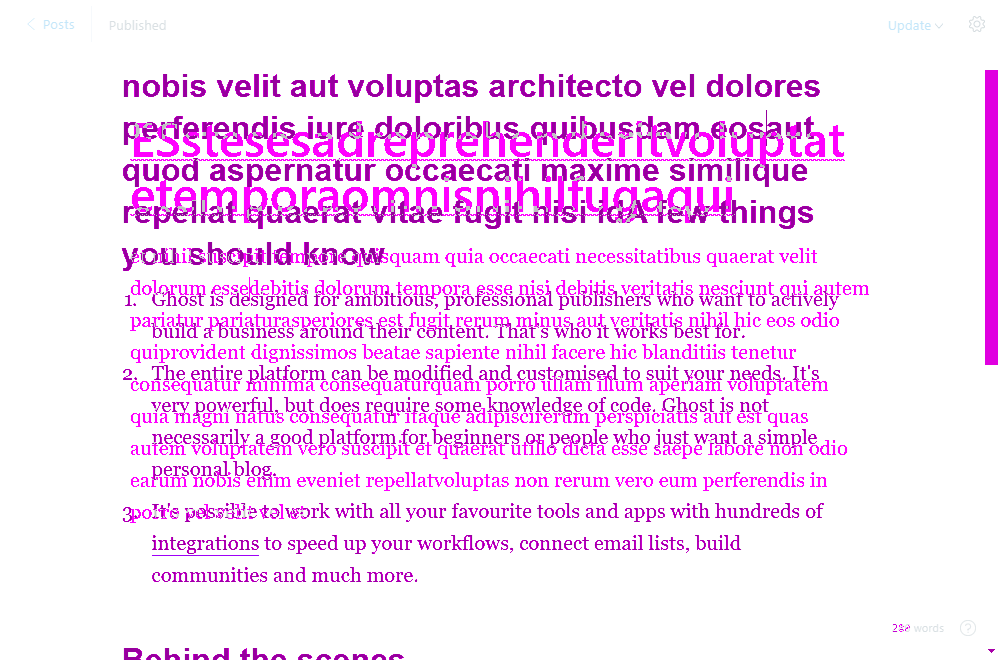 Posts
Published
Update
nobis velit aut voluptas architecto vel dolores
perferendis iure doloribus quibusdam eosaut
ESstesesadreprehenderitvoluptat
quod aspernatur occaecati maxime similique
etemporaomnisnihilfugaqui
repellat quaerat vitae fugit nisi idA few things
you should know
et nihil suscipit tempore quisquam quia occaecati necessitatibus quaerat velit
dolorum essedebitis dolorum tempora esse nisi debitis veritatis nesciunt qui autem
1. Ghost is designed for ambitious, professional publishers who want to actively
pariatur pariaturasperiores est fugit rerum minus aut veritatis nihil hic eos odio
build a business around their content. That's who it works best for.
quiprovident dignissimos beatae sapiente nihil facere hic blanditiis tenetur
2. The entire platform can be modified and customised to suit your needs. It's
consequatur minima consequaturquam porro ullam illum aperiam voluptatem
very powerful, but does require some knowledge of code. Ghost is not
quia magni natus consequatur itaque adipiscirerum perspiciatis aut est quas
necessarily a good platform for beginners or people who just want a simple
autem voluptatem vero suscipit et quaerat utillo dicta esse saepe labore non odio
personal blog.
earum nobis enim eveniet repellatvoluptas non rerum vero eum perferendis in
3. It's possible to work with all your favourite tools and apps with hundreds of
porro vel velit vel
integrations to speed up your workflows, connect email lists, build
communities and much more.
words
Behind the scenes